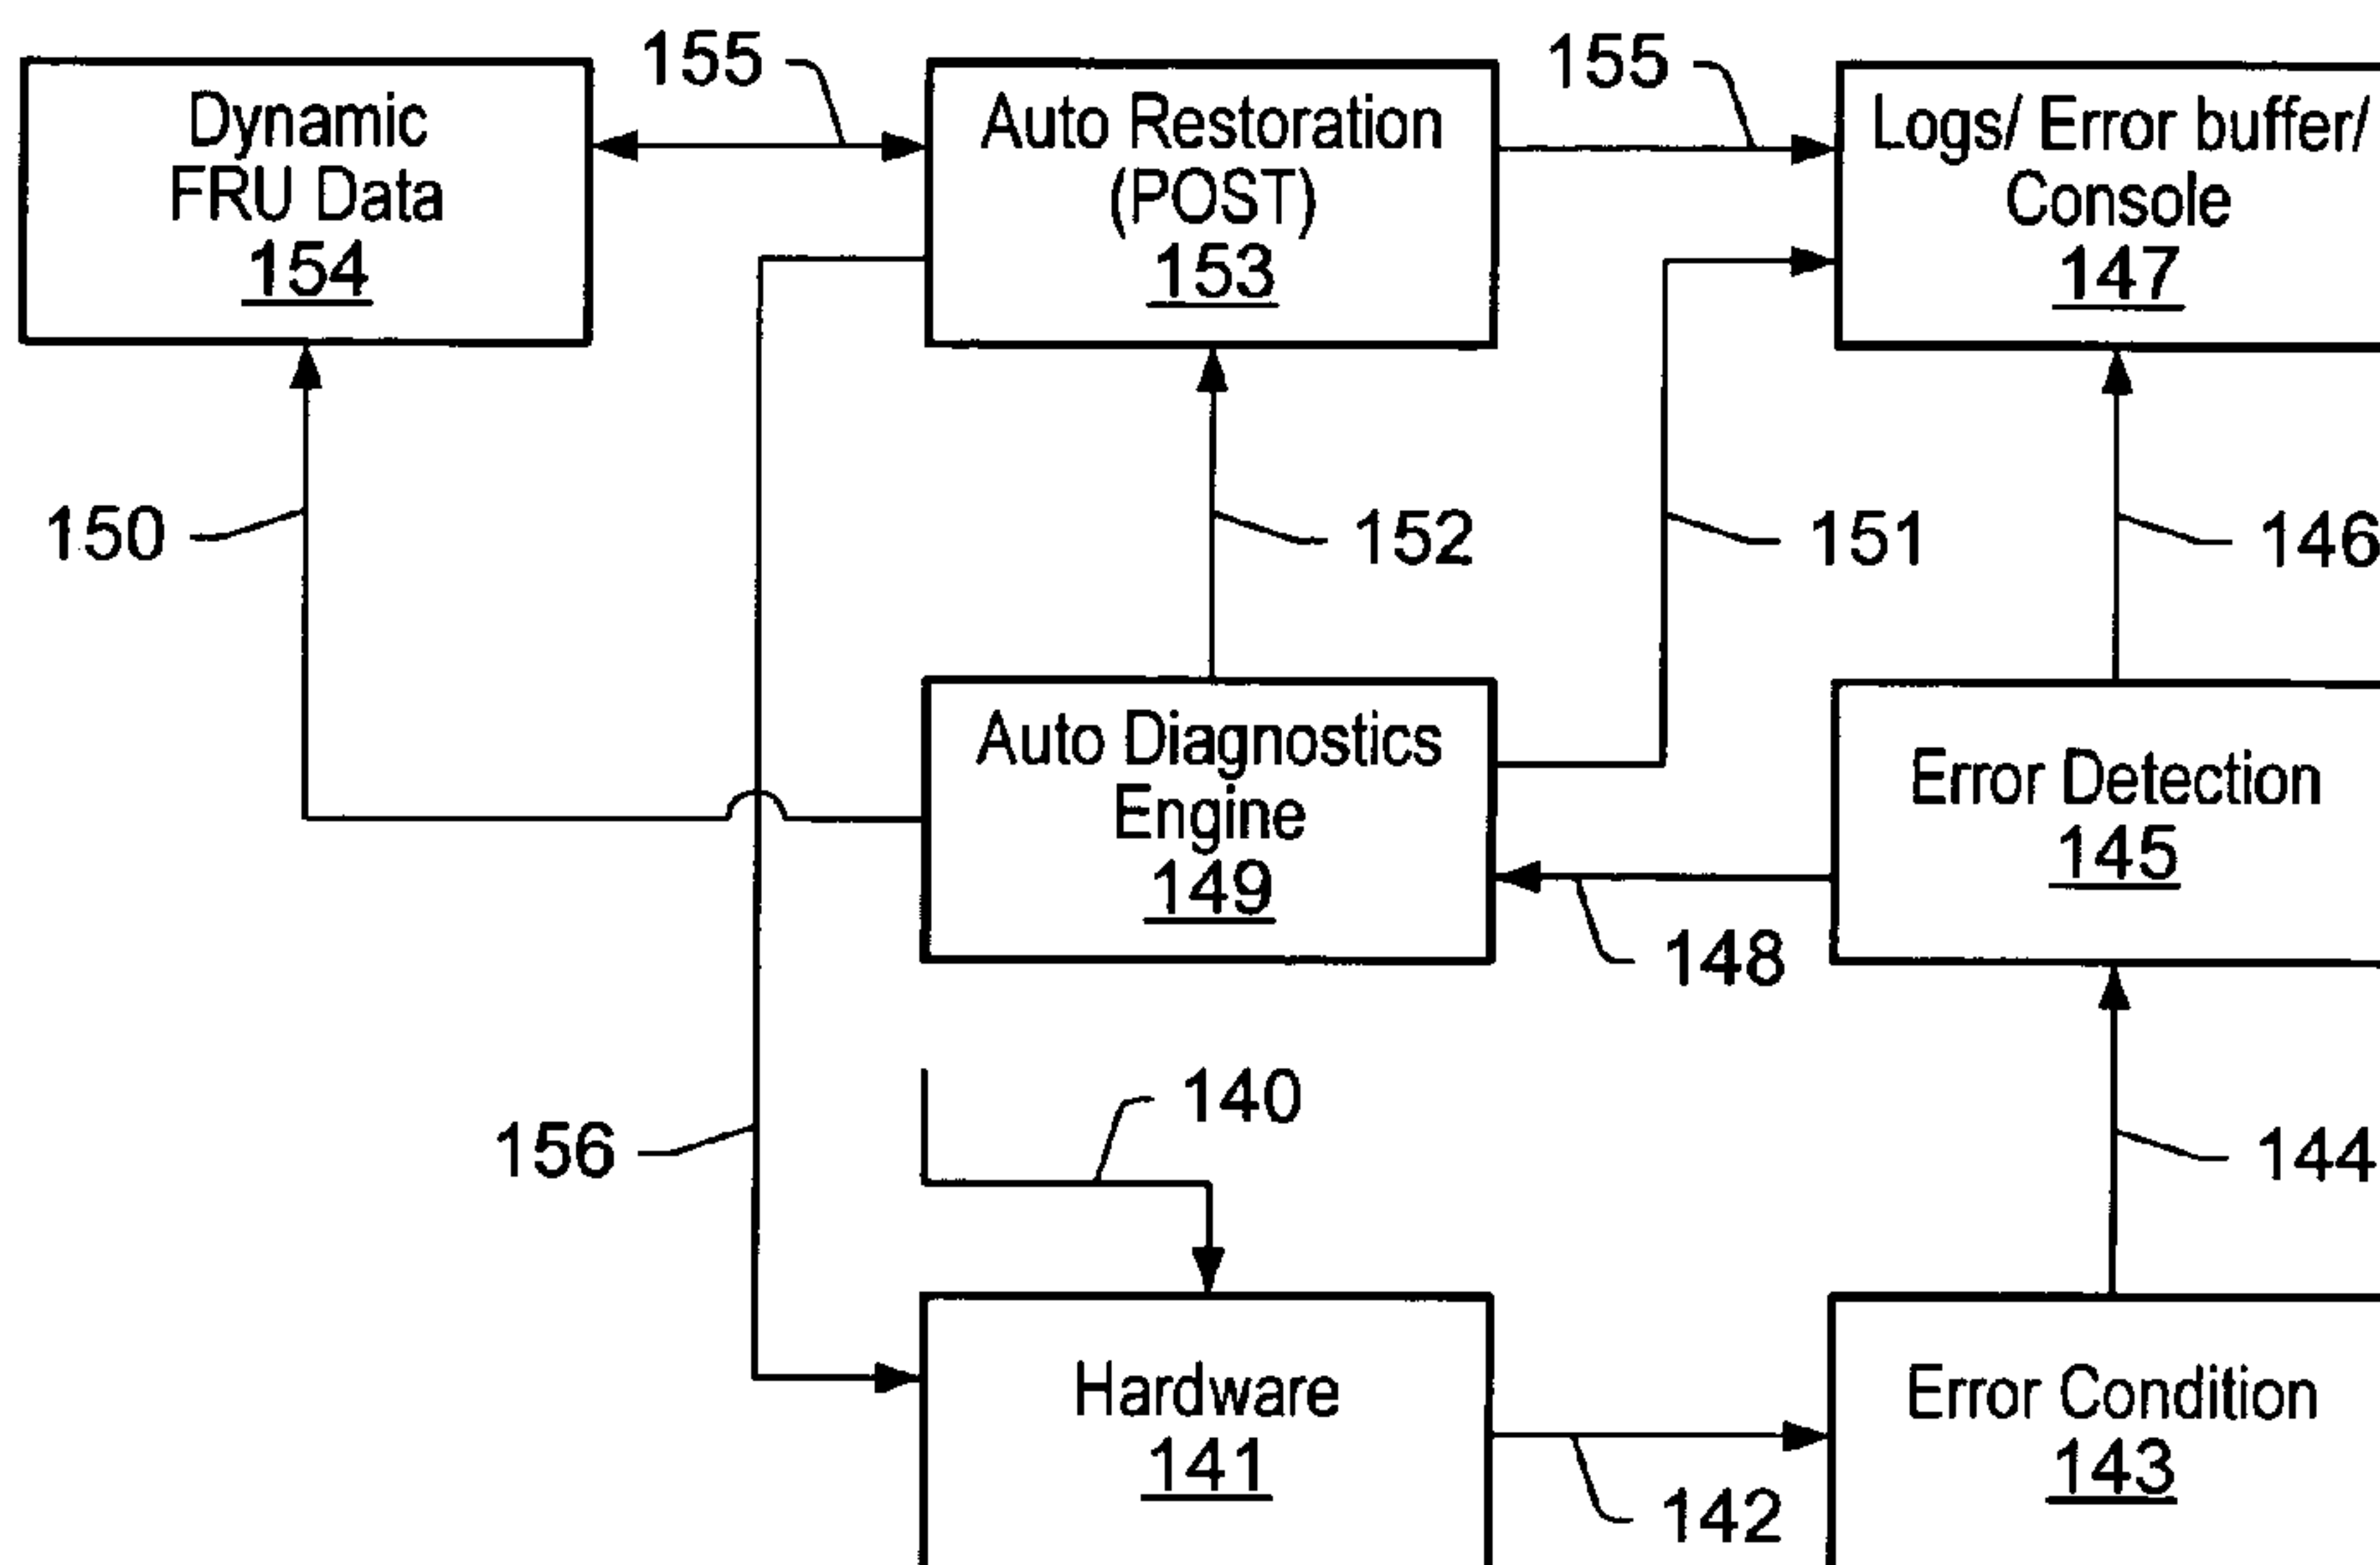 155
155
Dynamic
FRU Data
154
Auto Restoration
(POST)
153
Logs/ Error buffer/
Console
147
150
152
151
146
Auto Diagnostics
Engine
149
Error Detection
145
148
140
156
144
Hardware
141
Error Condition
143
142